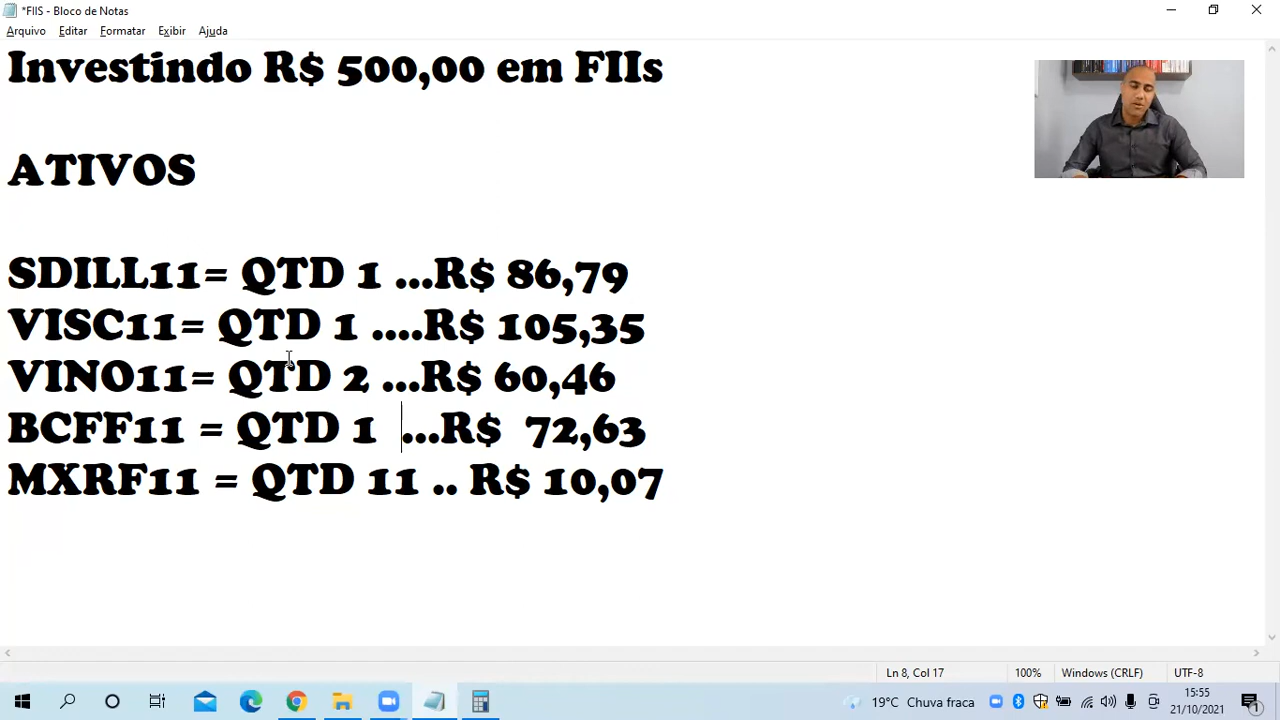 *FIIS - Bloco de Notas
Arquivo Editar Formatar Exibir Ajuda
Investindo R$ 500,00 em FIIs
ATIVOS
SDILL11= QTD 1 ...R$ 86,79
VISC11= QTD 1 ....R$ 105,35
VINO11= QTD 2 ...R$ 60,46
BCFF11 = QTD 1 ...R$ 72,63
MXRF11 = QTD 11 .. R$ 10,07
Ln 8, Col 17 100% Windows (CRLF) UTF-8
19°C Chuva fraca 5:55
21/10/2021 1